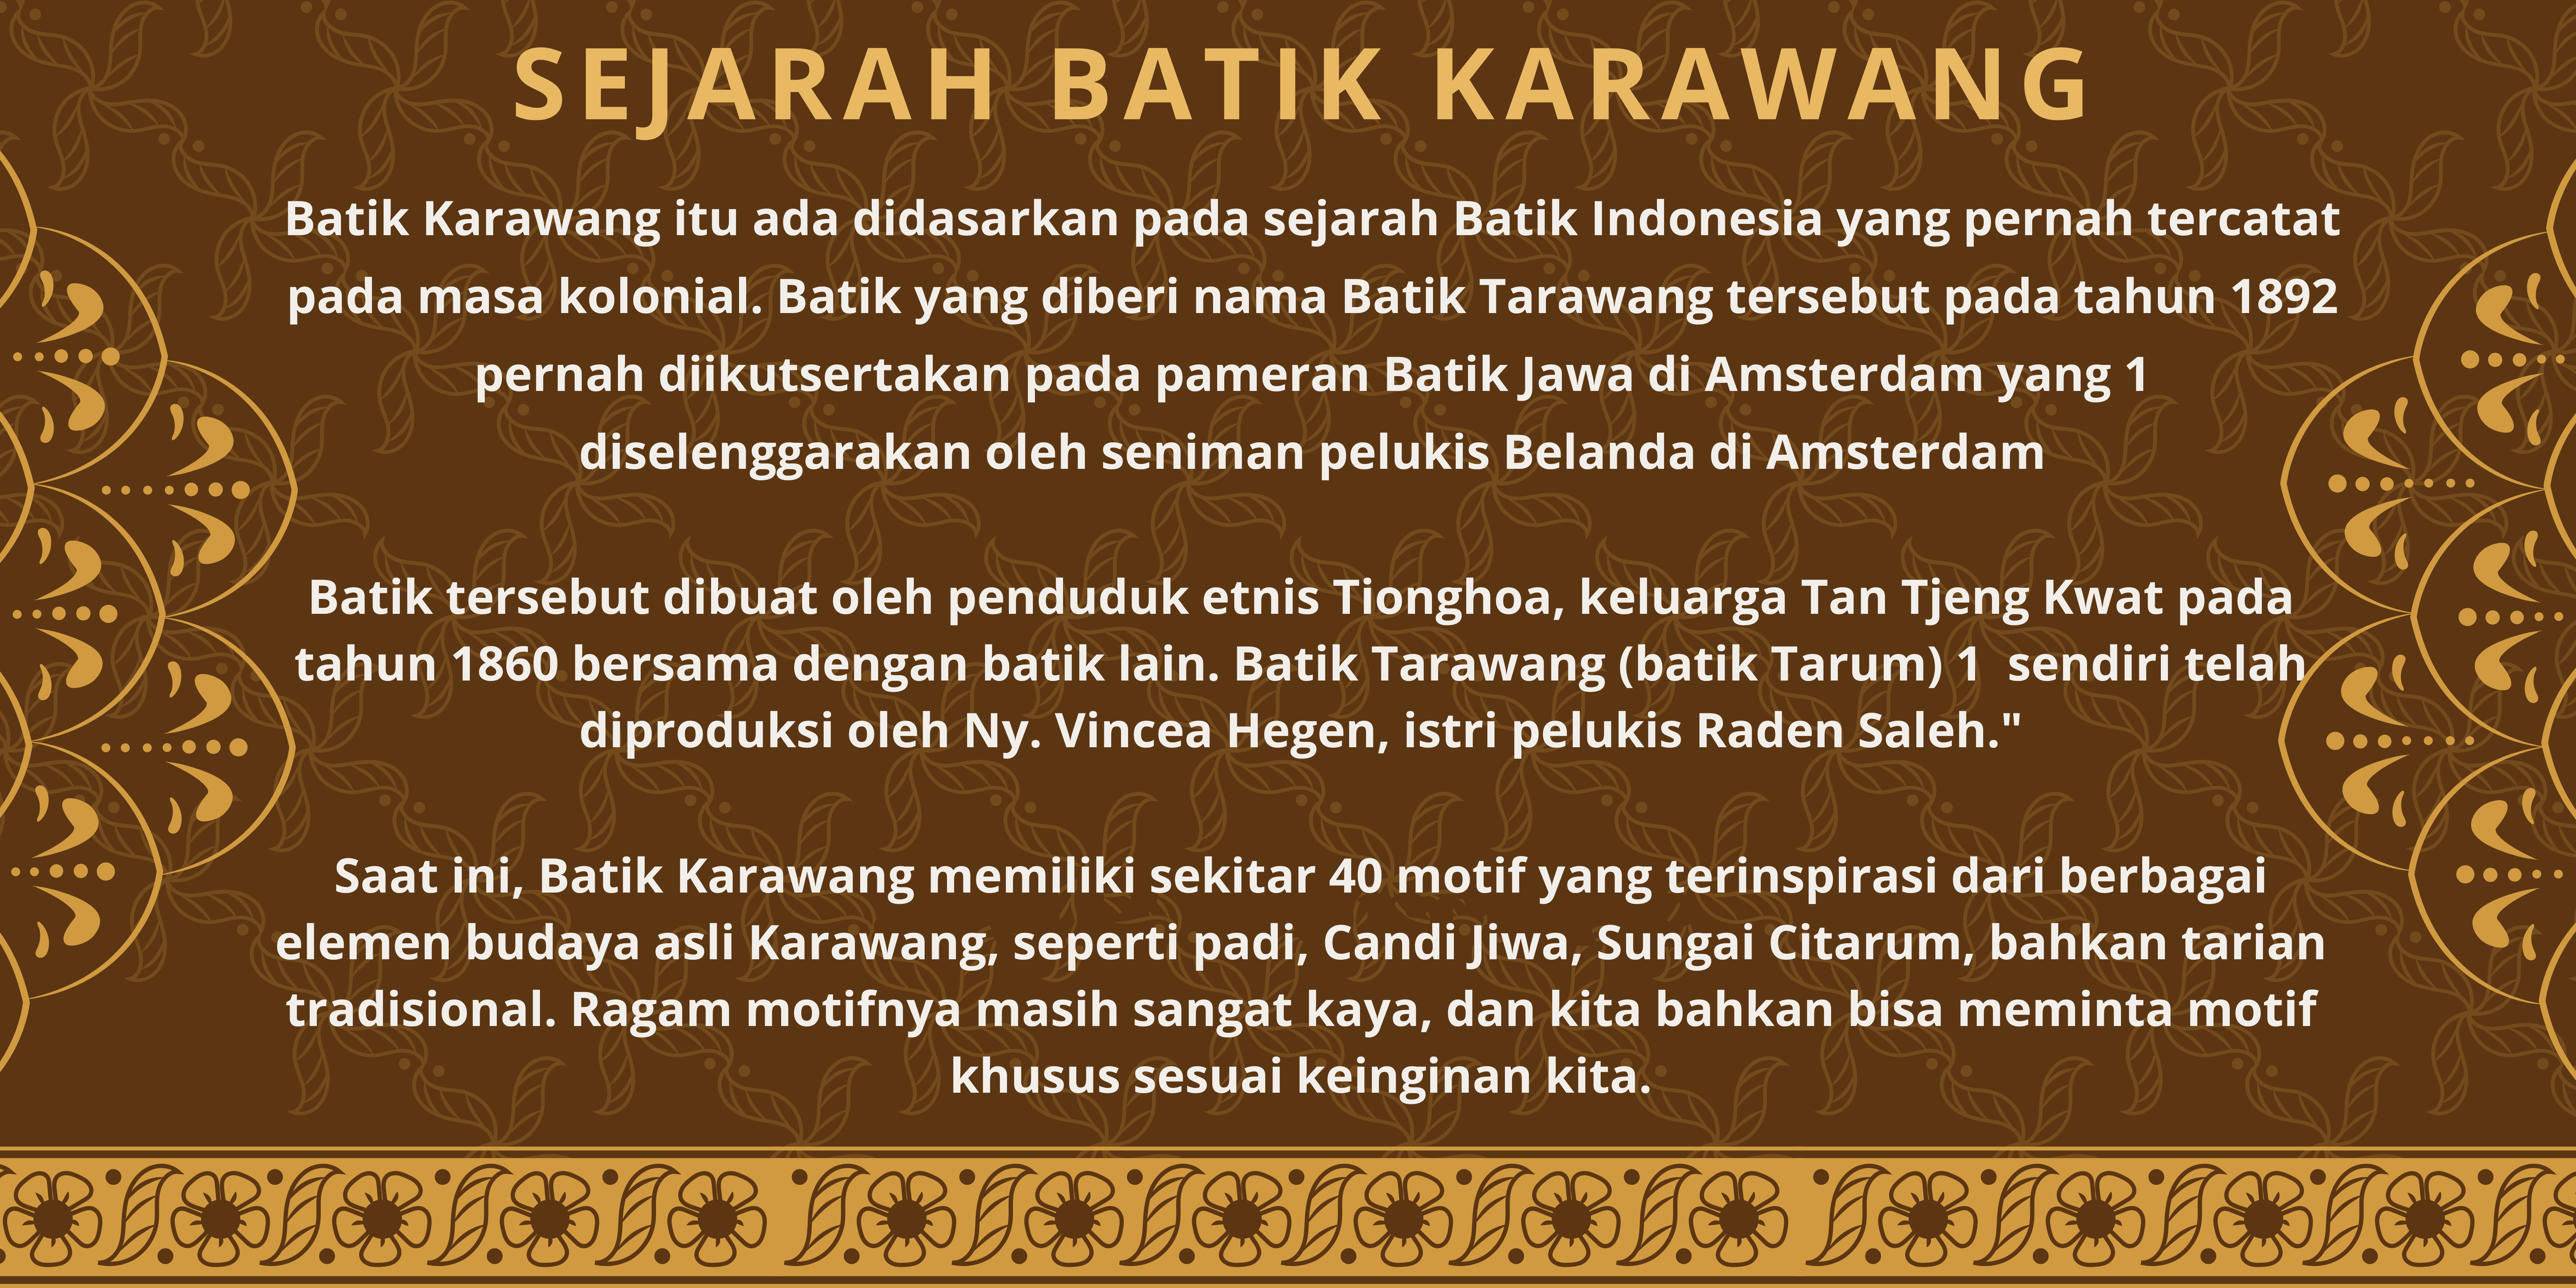 SEJARAH BATIK KARAWANG
Batik Karawang itu ada didasarkan pada sejarah Batik Indonesia yang pernah tercatat
pada masa kolonial. Batik yang diberi nama Batik Tarawang tersebut pada tahun 1892
pernah diikutsertakan pada pameran Batik Jawa di Amsterdam yang 1
diselenggarakan oleh seniman pelukis Belanda di Amsterdam
Batik tersebut dibuat oleh penduduk etnis Tionghoa, keluarga Tan Tjeng Kwat pada
tahun 1860 bersama dengan batik lain. Batik Tarawang (batik Tarum) 1  sendiri telah
diproduksi oleh Ny. Vincea Hegen, istri pelukis Raden Saleh."
Saat ini, Batik Karawang memiliki sekitar 40 motif yang terinspirasi dari berbagai
elemen budaya asli Karawang, seperti padi, Candi Jiwa, Sungai Citarum, bahkan tarian
tradisional. Ragam motifnya masih sangat kaya, dan kita bahkan bisa meminta motif
khusus sesuai keinginan kita.